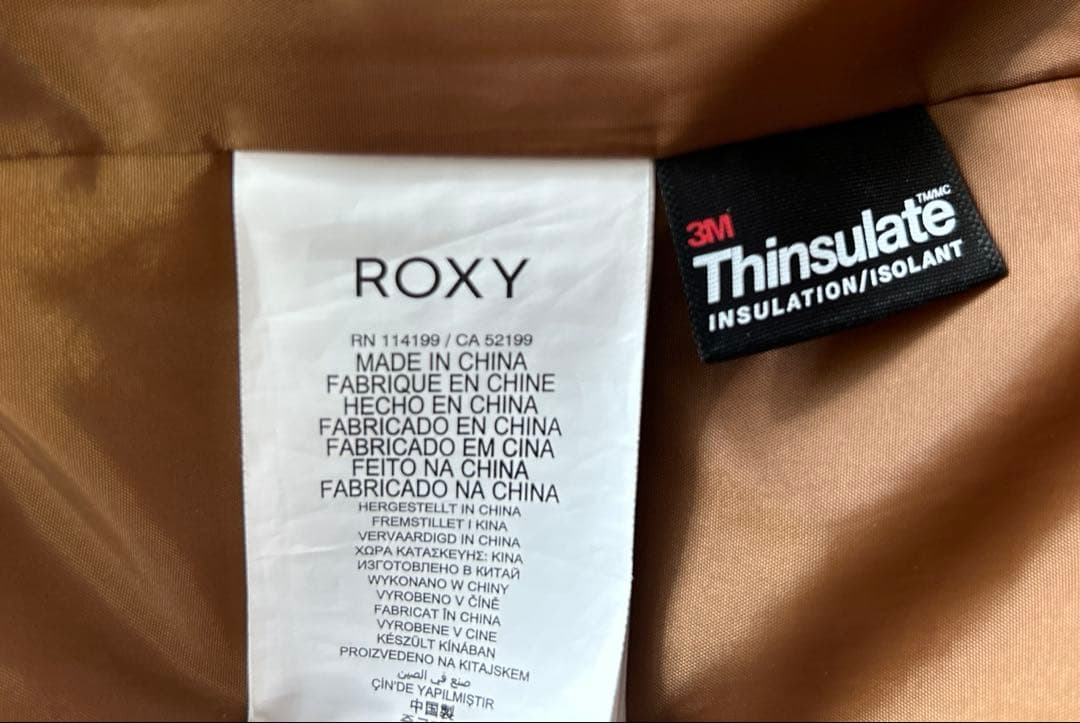 ROXY
RN 114199 / CA 52199
MADE IN CHINA
FABRIQUE EN CHINE
HECHO EN CHINA
FABRICADO EN CHINA
FABRICADO EM CINA
FEITO NA CHINA
FABRICADO NA CHINA
HERGESTELLT IN CHINA
FREMSTILLET I KINA
VERVAARDIGD IN CHINA
ΧΩΡΑ ΚΑΤΑΣΚΕΥΗΣ: ΚΙΝΑ
ИЗГОТОВЛЕНО В КИТАЙ
WYKONANO W CHINY
VYROBENO V ČÍNĚ
FABRICAT ÎN CHINA
VYROBENE V CINE
KÉSZÜLT KÍNÁBAN
PROIZVEDENO NA KITAJSKEM
صنع في الصين
ÇİN'DE YAPILMIŞTIR
中国製
3M
Thinsulate TM/MC
INSULATION/ISOLANT